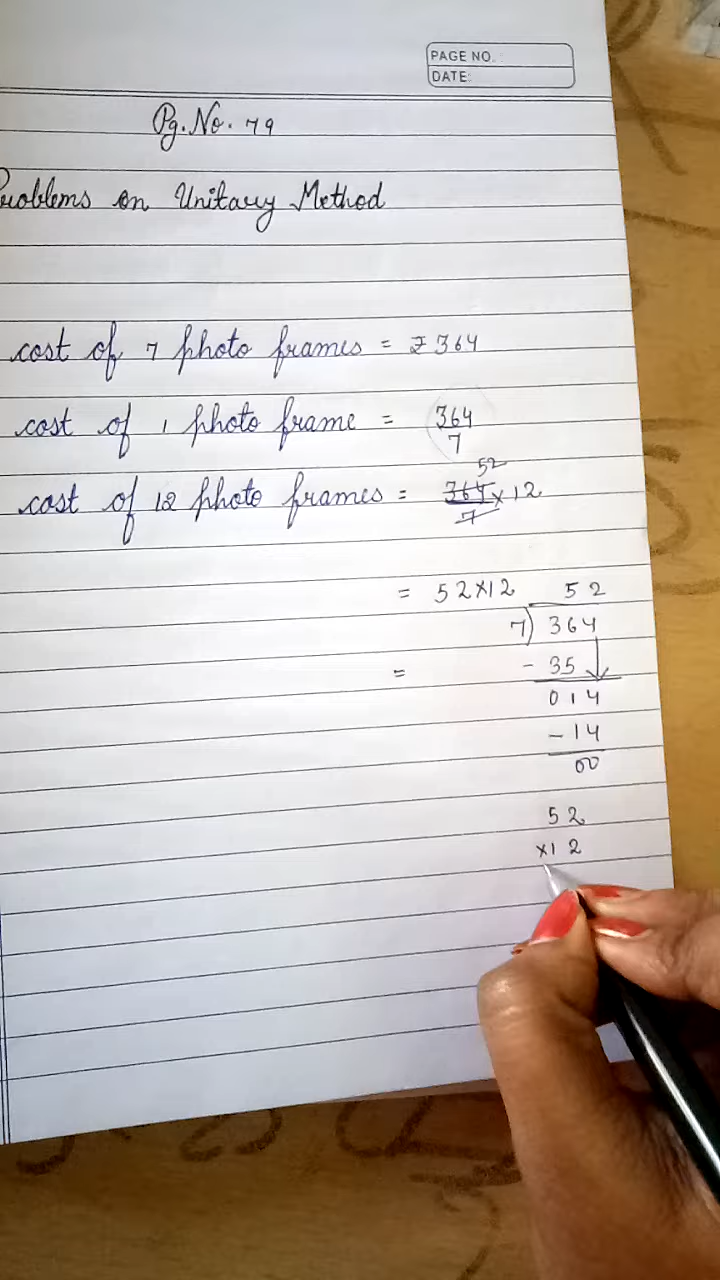 PAGE NO.
DATE:
Pg. No. 79
Problems on Unitary Method
cost of 7 photo frames = ₹ 364
cost of 1 photo frame = 364
7
52
cost of 12 photo frames = 364 × 12
7
= 52×12
52
7) 364
=
- 35
014
- 14
00
52
×12